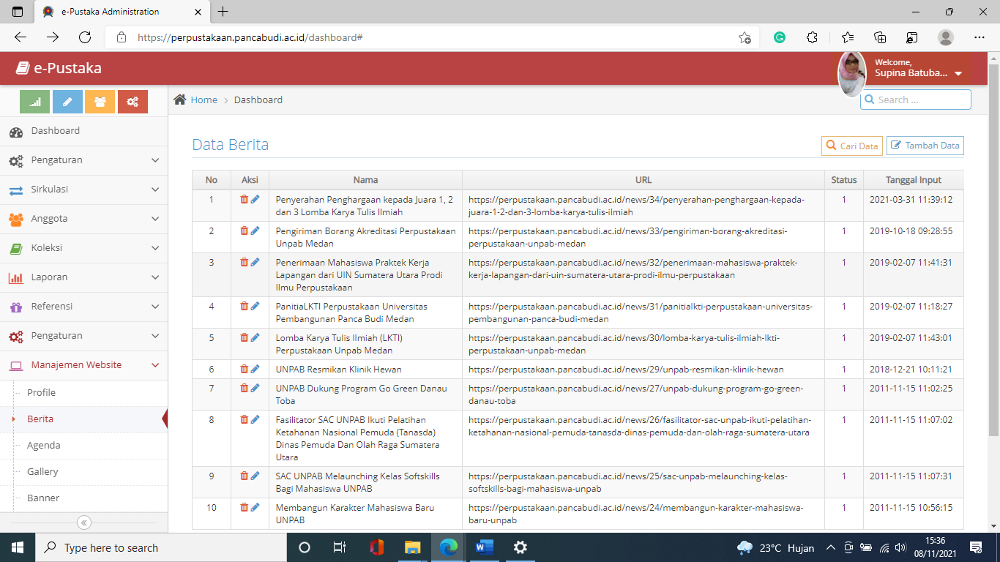 e-Pustaka Administration
https://perpustakaan.pancabudi.ac.id/dashboard#
e-Pustaka
Welcome,
Supina Batuba...
Home
Dashboard
Search ...
Dashboard
Pengaturan
Sirkulasi
Anggota
Koleksi
Laporan
Referensi
Pengaturan
Manajemen Website
Profile
Berita
Agenda
Gallery
Banner
Data Berita
Cari Data
Tambah Data
No Aksi Nama URL Status Tanggal Input
1 Penyerahan Penghargaan kepada Juara 1, 2 https://perpustakaan.pancabudi.ac.id/news/34/penyerahan-penghargaan-kepada- 1 2021-03-31 11:39:12
dan 3 Lomba Karya Tulis Ilmiah juara-1-2-dan-3-lomba-karya-tulis-ilmiah
2 Pengiriman Borang Akreditasi Perpustakaan https://perpustakaan.pancabudi.ac.id/news/33/pengiriman-borang-akreditasi- 1 2019-10-18 09:28:55
Unpab Medan perpustakaan-unpab-medan
3 Penerimaan Mahasiswa Praktek Kerja https://perpustakaan.pancabudi.ac.id/news/32/penerimaan-mahasiswa-praktek- 1 2019-02-07 11:41:31
Lapangan dari UIN Sumatera Utara Prodi kerja-lapangan-dari-uin-sumatera-utara-prodi-ilmu-perpustakaan
Ilmu Perpustakaan
4 PanitiaLKTI Perpustakaan Universitas https://perpustakaan.pancabudi.ac.id/news/31/panitialkti-perpustakaan-universitas- 1 2019-02-07 11:18:27
Pembangunan Panca Budi Medan pembangunan-panca-budi-medan
5 Lomba Karya Tulis Ilmiah (LKTI) https://perpustakaan.pancabudi.ac.id/news/30/lomba-karya-tulis-ilmiah-lkti- 1 2019-02-07 11:43:01
Perpustakaan Unpab Medan perpustakaan-unpab-medan
6 UNPAB Resmikan Klinik Hewan https://perpustakaan.pancabudi.ac.id/news/29/unpab-resmikan-klinik-hewan 1 2018-12-21 10:11:21
7 UNPAB Dukung Program Go Green Danau https://perpustakaan.pancabudi.ac.id/news/27/unpab-dukung-program-go-green- 1 2011-11-15 11:02:25
Toba danau-toba
8 Fasilitator SAC UNPAB Ikuti Pelatihan https://perpustakaan.pancabudi.ac.id/news/26/fasilitator-sac-unpab-ikuti-pelatihan- 1 2011-11-15 11:07:02
Ketahanan Nasional Pemuda (Tanasda) ketahanan-nasional-pemuda-tanasda-dinas-pemuda-dan-olah-raga-sumatera-utara
Dinas Pemuda Dan Olah Raga Sumatera
Utara
9 SAC UNPAB Melaunching Kelas Softskills https://perpustakaan.pancabudi.ac.id/news/25/sac-unpab-melaunching-kelas- 1 2011-11-15 11:07:31
Bagi Mahasiswa UNPAB softskills-bagi-mahasiswa-unpab
10 Membangun Karakter Mahasiswa Baru https://perpustakaan.pancabudi.ac.id/news/24/membangun-karakter-mahasiswa- 1 2011-11-15 10:56:15
UNPAB baru-unpab
Type here to search
23°C Hujan
15:36
08/11/2021